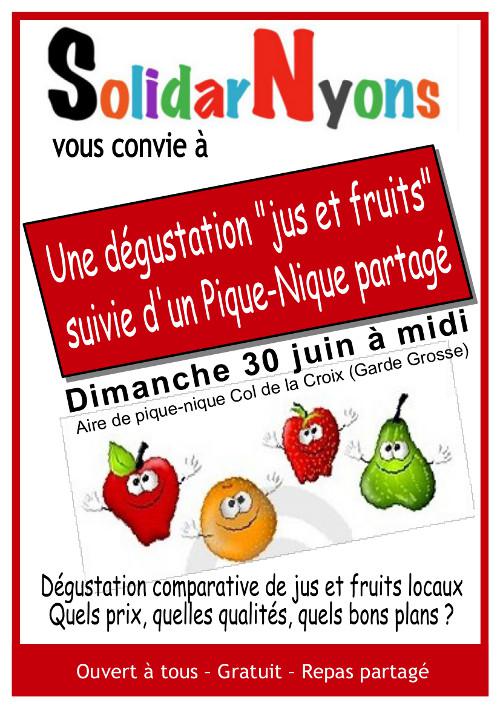 SolidarNyons
vous convie à
Une dégustation "jus et fruits"
suivie d'un Pique-Nique partagé
Dimanche 30 juin à midi
Aire de pique-nique Col de la Croix (Garde Grosse)
Dégustation comparative de jus et fruits locaux
Quels prix, quelles qualités, quels bons plans ?
Ouvert à tous - Gratuit - Repas partagé